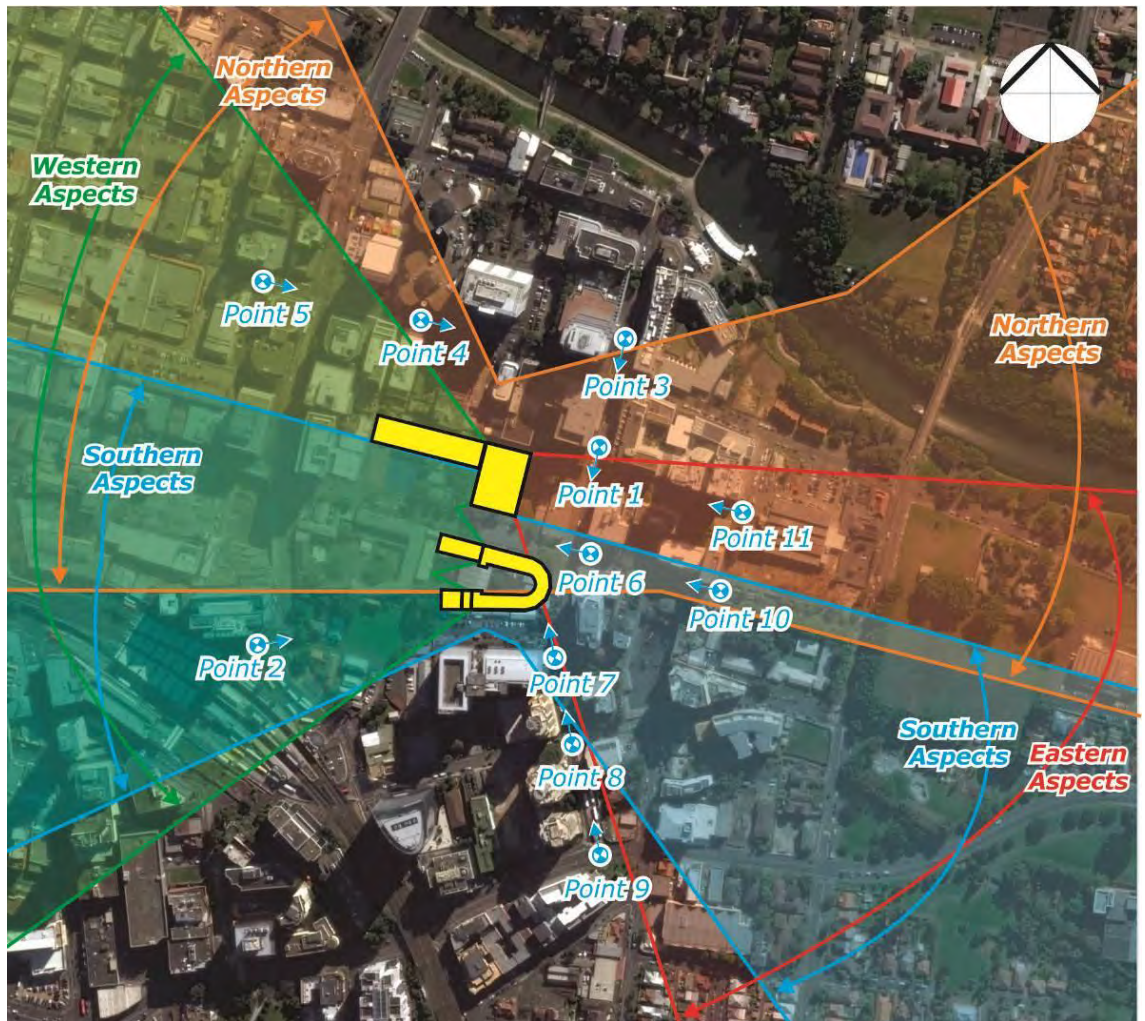 Northern
Aspects
Western
Aspects
Point 5
Point 4
Point 3
Northern
Aspects
Southern
Aspects
Point 1
Point 11
Point 6
Point 10
Point 2
Point 7
Southern
Aspects
Eastern
Aspects
Point 8
Point 9